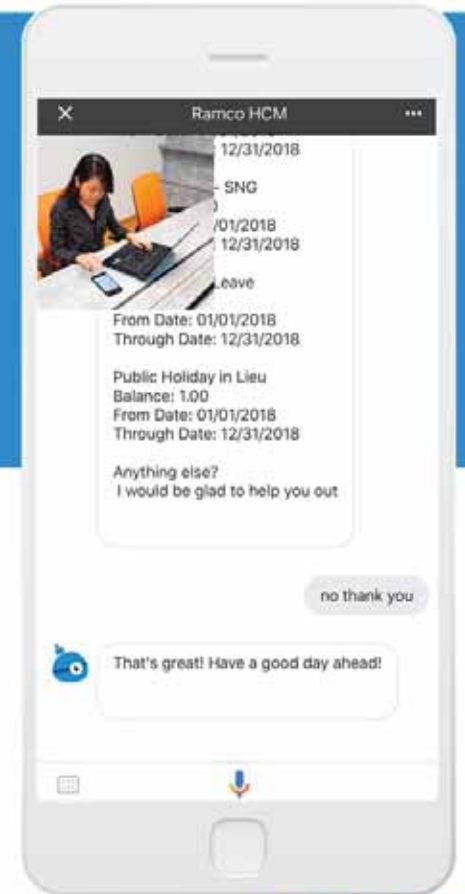 Ramco HCM
12/31/2018
- SNG
/01/2018
12/31/2018
Leave
From Date: 01/01/2018
Through Date: 12/31/2018
Public Holiday in Lieu
Balance: 1.00
From Date: 01/01/2018
Through Date: 12/31/2018
Anything else?
I would be glad to help you out
no thank you
That's great! Have a good day ahead!